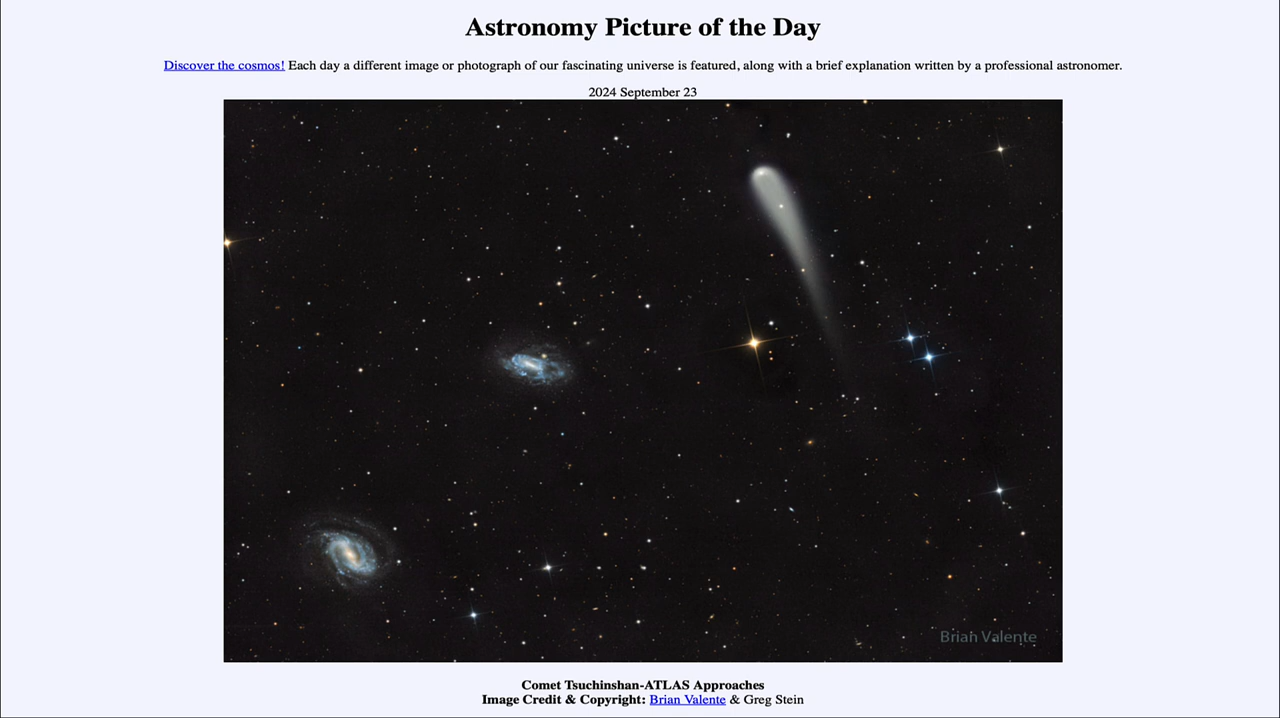 Astronomy Picture of the Day
Discover the cosmos! Each day a different image or photograph of our fascinating universe is featured, along with a brief explanation written by a professional astronomer.
2024 September 23
Brian Valente
Comet Tsuchinshan-ATLAS Approaches
Image Credit & Copyright: Brian Valente & Greg Stein